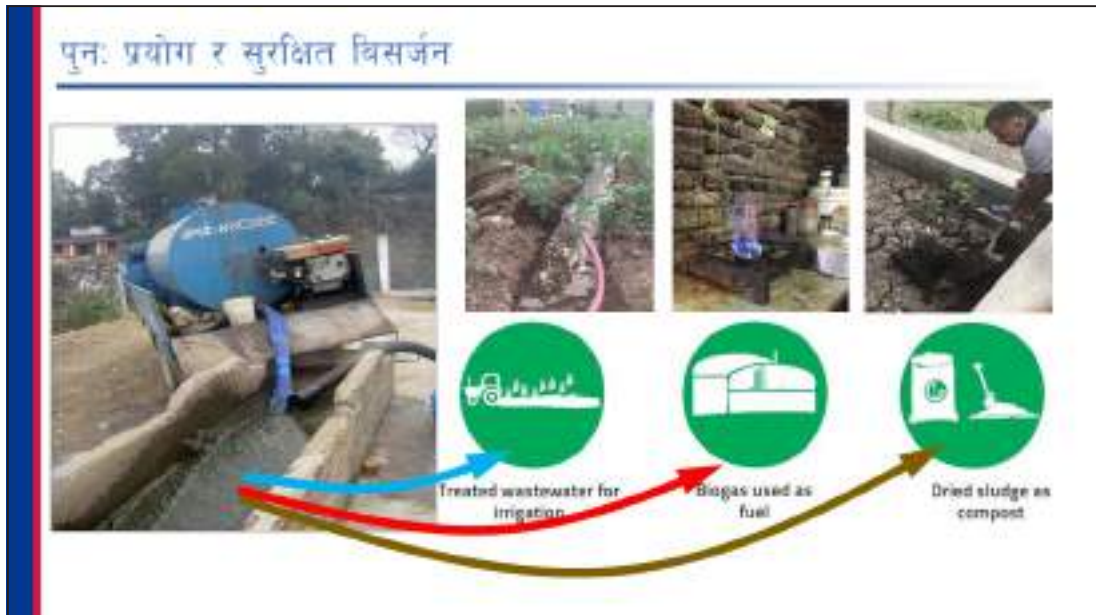 पुन: प्रयोग र सुरक्षित बिसर्जन
Treated wastewater for
irrigation
Biogas used as
fuel
Dried sludge as
compost